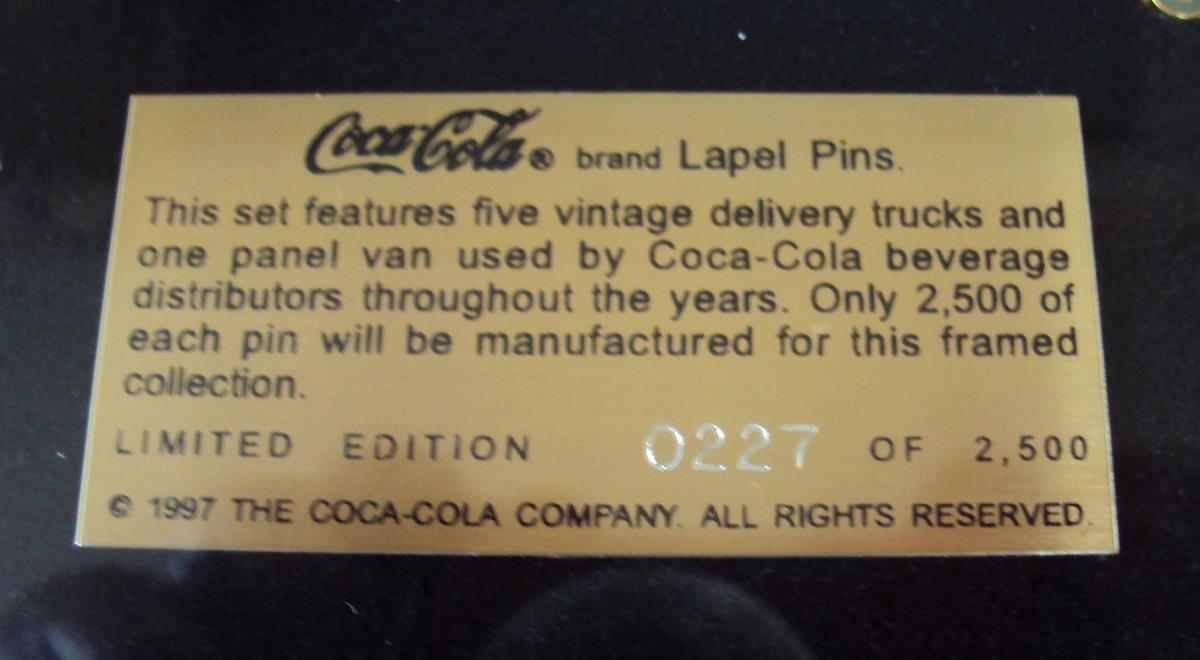 Coca-Cola® brand Lapel Pins.
This set features five vintage delivery trucks and
one panel van used by Coca-Cola beverage
distributors throughout the years. Only 2,500 of
each pin will be manufactured for this framed
collection.
LIMITED EDITION 0227 OF 2,500
© 1997 THE COCA-COLA COMPANY. ALL RIGHTS RESERVED.